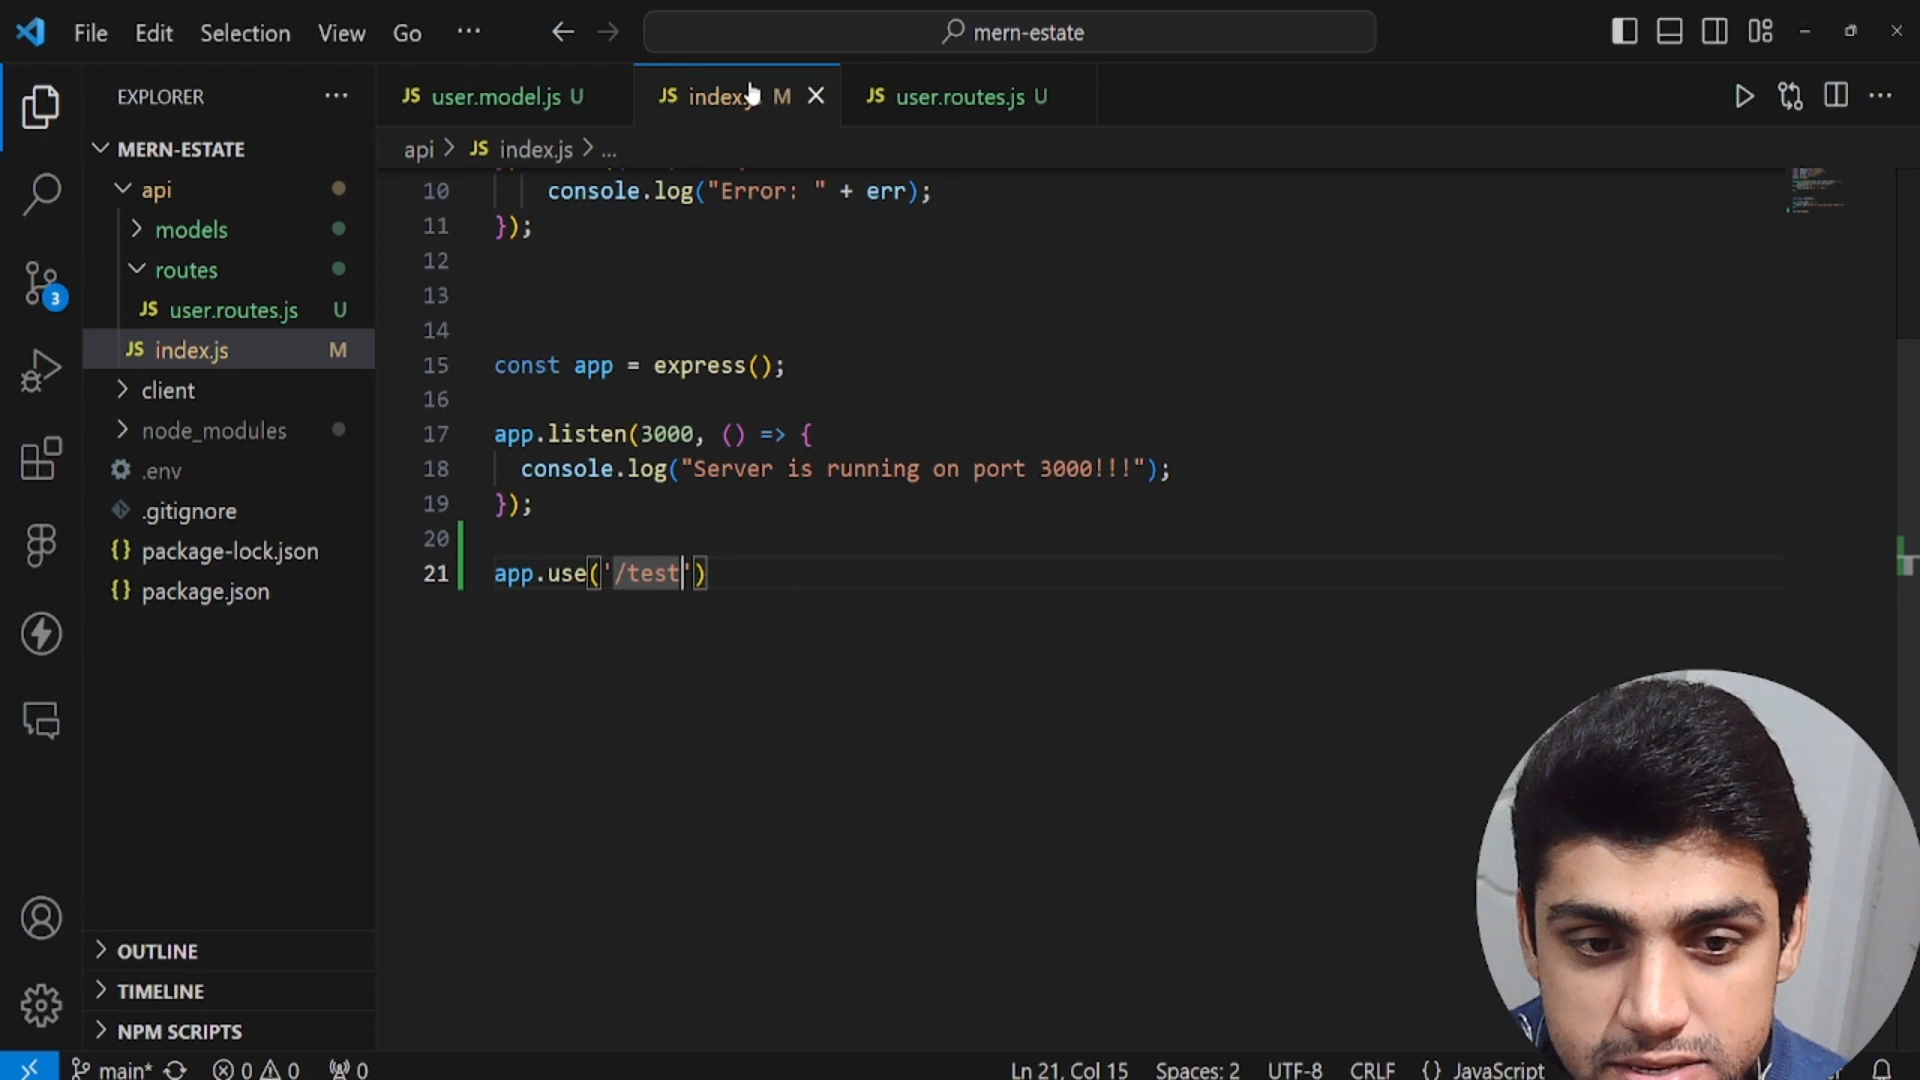 File Edit Selection View Go ··· mern-estate
EXPLORER ···
JS user.model.js U
JS index. M
JS user.routes.js U
MERN-ESTATE
api > JS index.js > ...
api
models
routes
JS user.routes.js U
JS index.js M
client
node_modules
.env
.gitignore
{} package-lock.json
{} package.json
10 console.log("Error: " + err);
11 });
12
13
14
15 const app = express();
16
17 app.listen(3000, () => {
18 console.log("Server is running on port 3000!!!");
19 });
20
21 app.use('/test')
3
OUTLINE
TIMELINE
NPM SCRIPTS
main* 0 0 0 Ln 21, Col 15 Spaces: 2 UTF-8 CRLF {} JavaScript